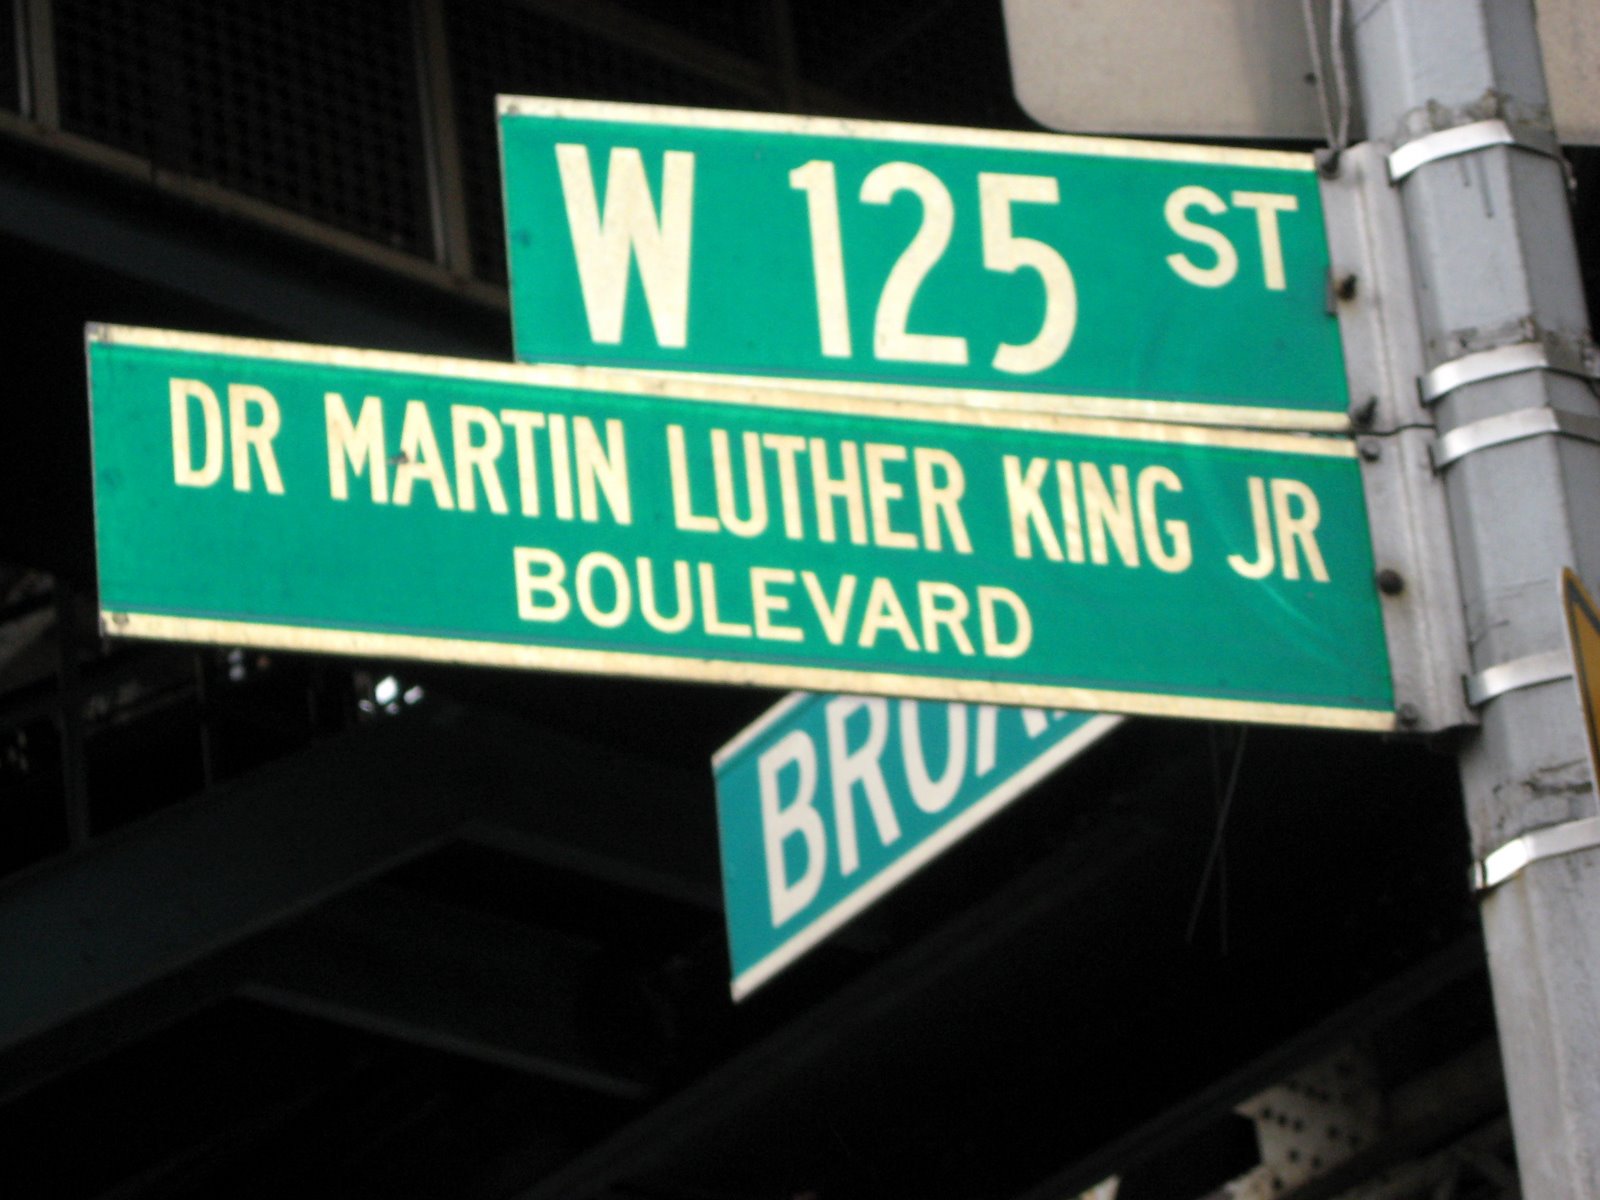 W 125 ST
DR MARTIN LUTHER KING JR
BOULEVARD